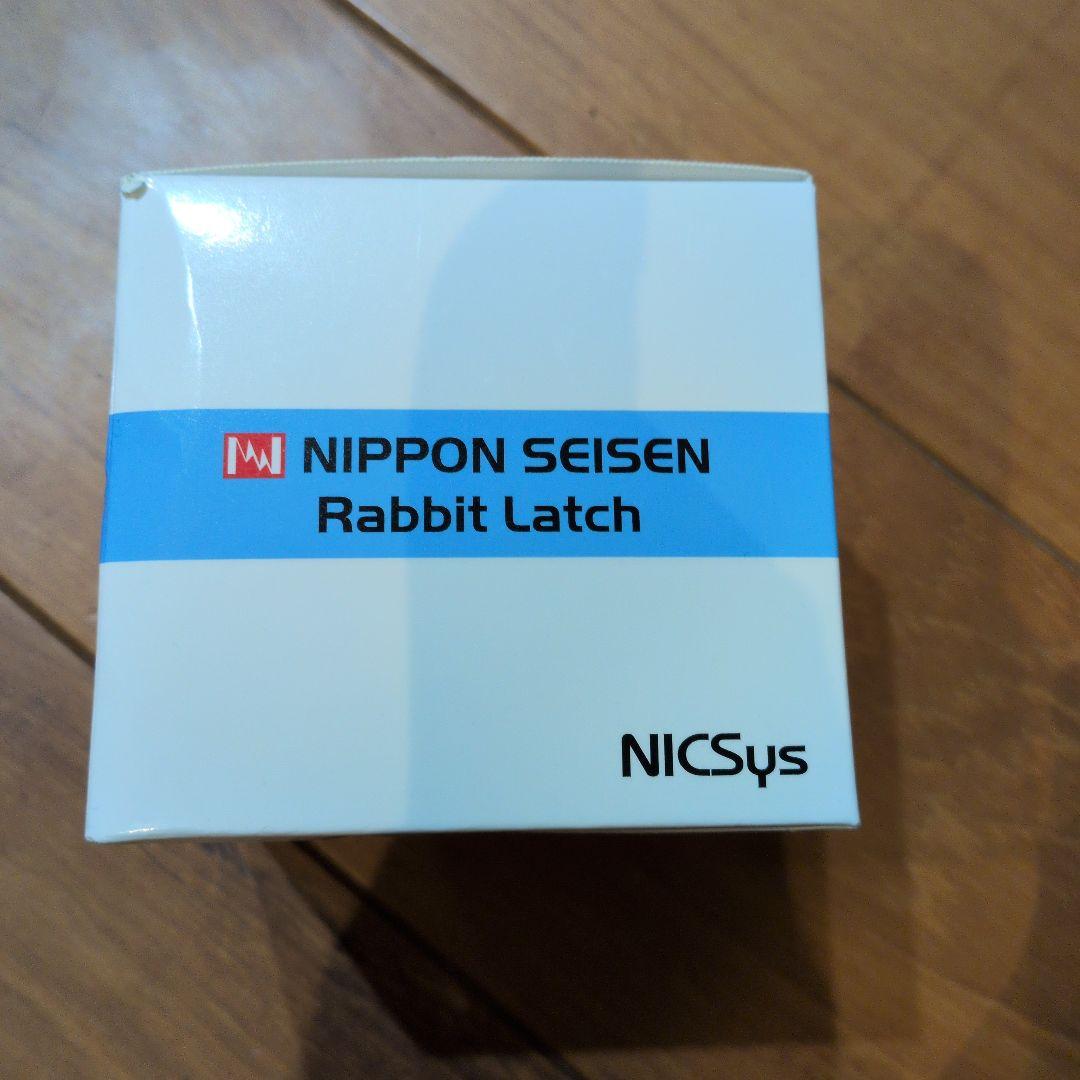 NIPPON SEISEN
Rabbit Latch
NICSys